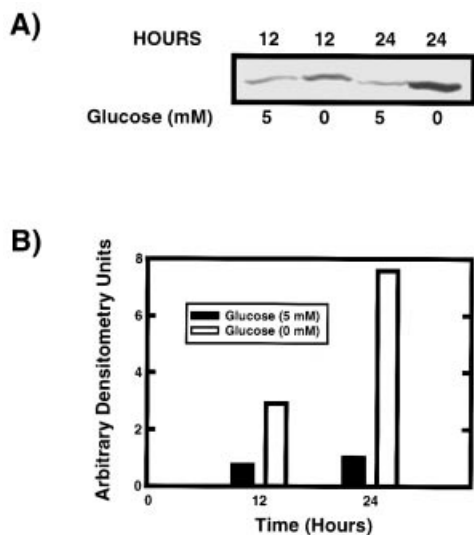 A)
HOURS 12 12 24 24
Glucose (mM) 5 0 5 0
B)
Arbitrary Densitometry Units
8
6
4
2
0
Glucose (5 mM)
Glucose (0 mM)
0 12 24
Time (Hours)